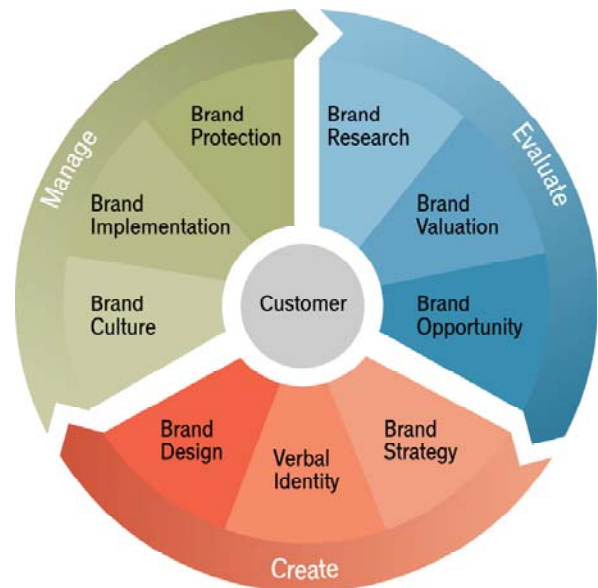 Evaluate
Brand
Research
Brand
Valuation
Brand
Opportunity
Create
Brand
Strategy
Verbal
Identity
Brand
Design
Manage
Brand
Culture
Brand
Implementation
Brand
Protection
Customer